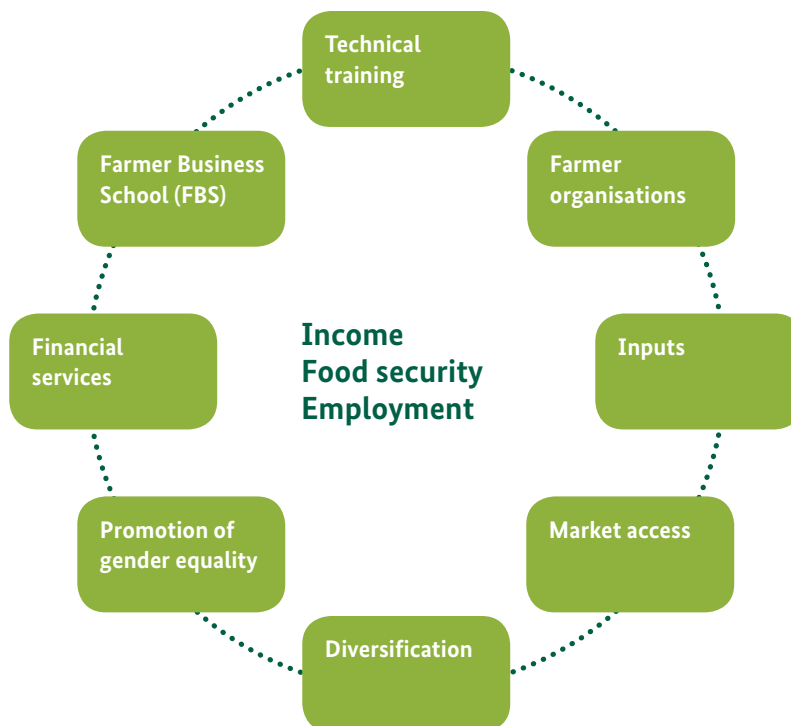 Technical
training
Farmer Business
School (FBS)
Farmer
organisations
Financial
services
Income
Food security
Employment
Inputs
Promotion of
gender equality
Market access
Diversification